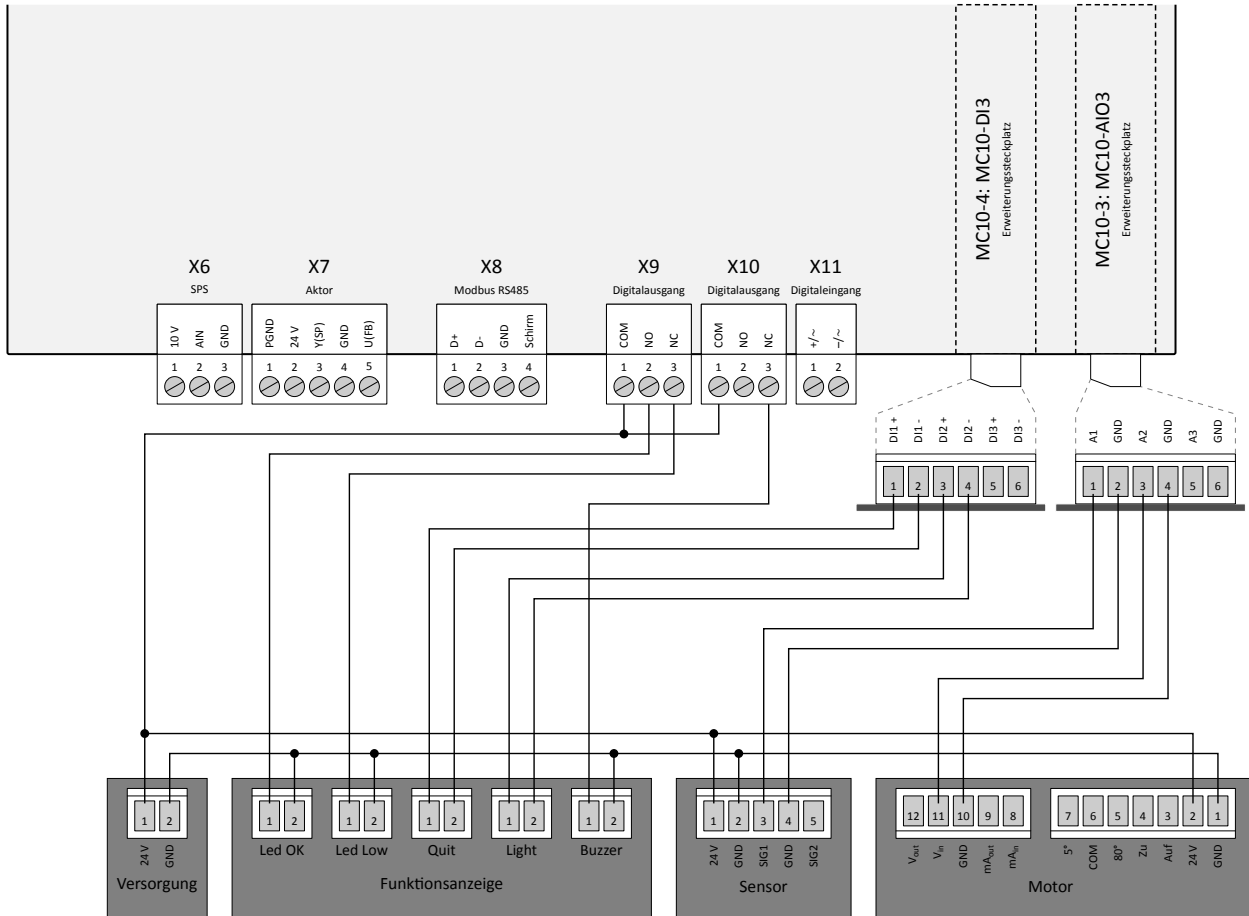 MC10-4: MC10-DI3
Erweiterungssteckplatz
MC10-3: MC10-AIO3
Erweiterungssteckplatz
X6
SPS
10 V AIN GND
1 2 3
X7
Aktor
PGND 24 V Y(SP) GND U(FB)
1 2 3 4 5
X8
Modbus RS485
D+ D- GND Schirm
1 2 3 4
X9
Digitalausgang
COM NO NC
1 2 3
X10
Digitalausgang
COM NO NC
1 2 3
X11
Digitaleingang
+/~ −/~
1 2
DI1 + DI1 - DI2 + DI2 - DI3 + DI3 -
1 2 3 4 5 6
A1 GND A2 GND A3 GND
1 2 3 4 5 6
1 2
24 V GND
Versorgung
1 2
Led OK
1 2
Led Low
1 2
Quit
1 2
Light
1 2
Buzzer
Funktionsanzeige
1 2 3 4 5
24 V GND SIG1 GND SIG2
Sensor
12 11 10 9 8
Vout Vin GND mAout mAin
7 6 5 4 3 2 1
5° COM 80° Zu Auf 24 V GND
Motor